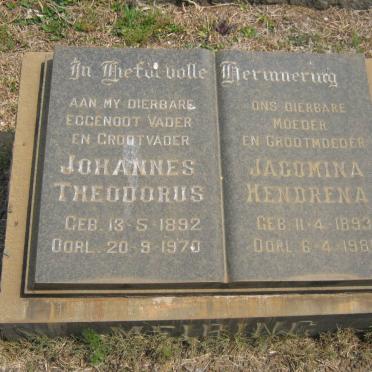 In Liefdevolle Herinnering
AAN MY DIERBARE
EGGENOOT VADER
EN GROOTVADER
JOHANNES
THEODORUS
GEB. 13-5-1892
OORL. 20-9-1970
ONS DIERBARE
MOEDER
EN GROOTMOEDER
JACOMINA
HENDRENA
GEB. 11-4-1893
OORL. 6-4-198
MEIRING